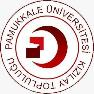 PAMUKKALE ÜNİVERSİTESİ
KIZILAY TOPLULUĞU